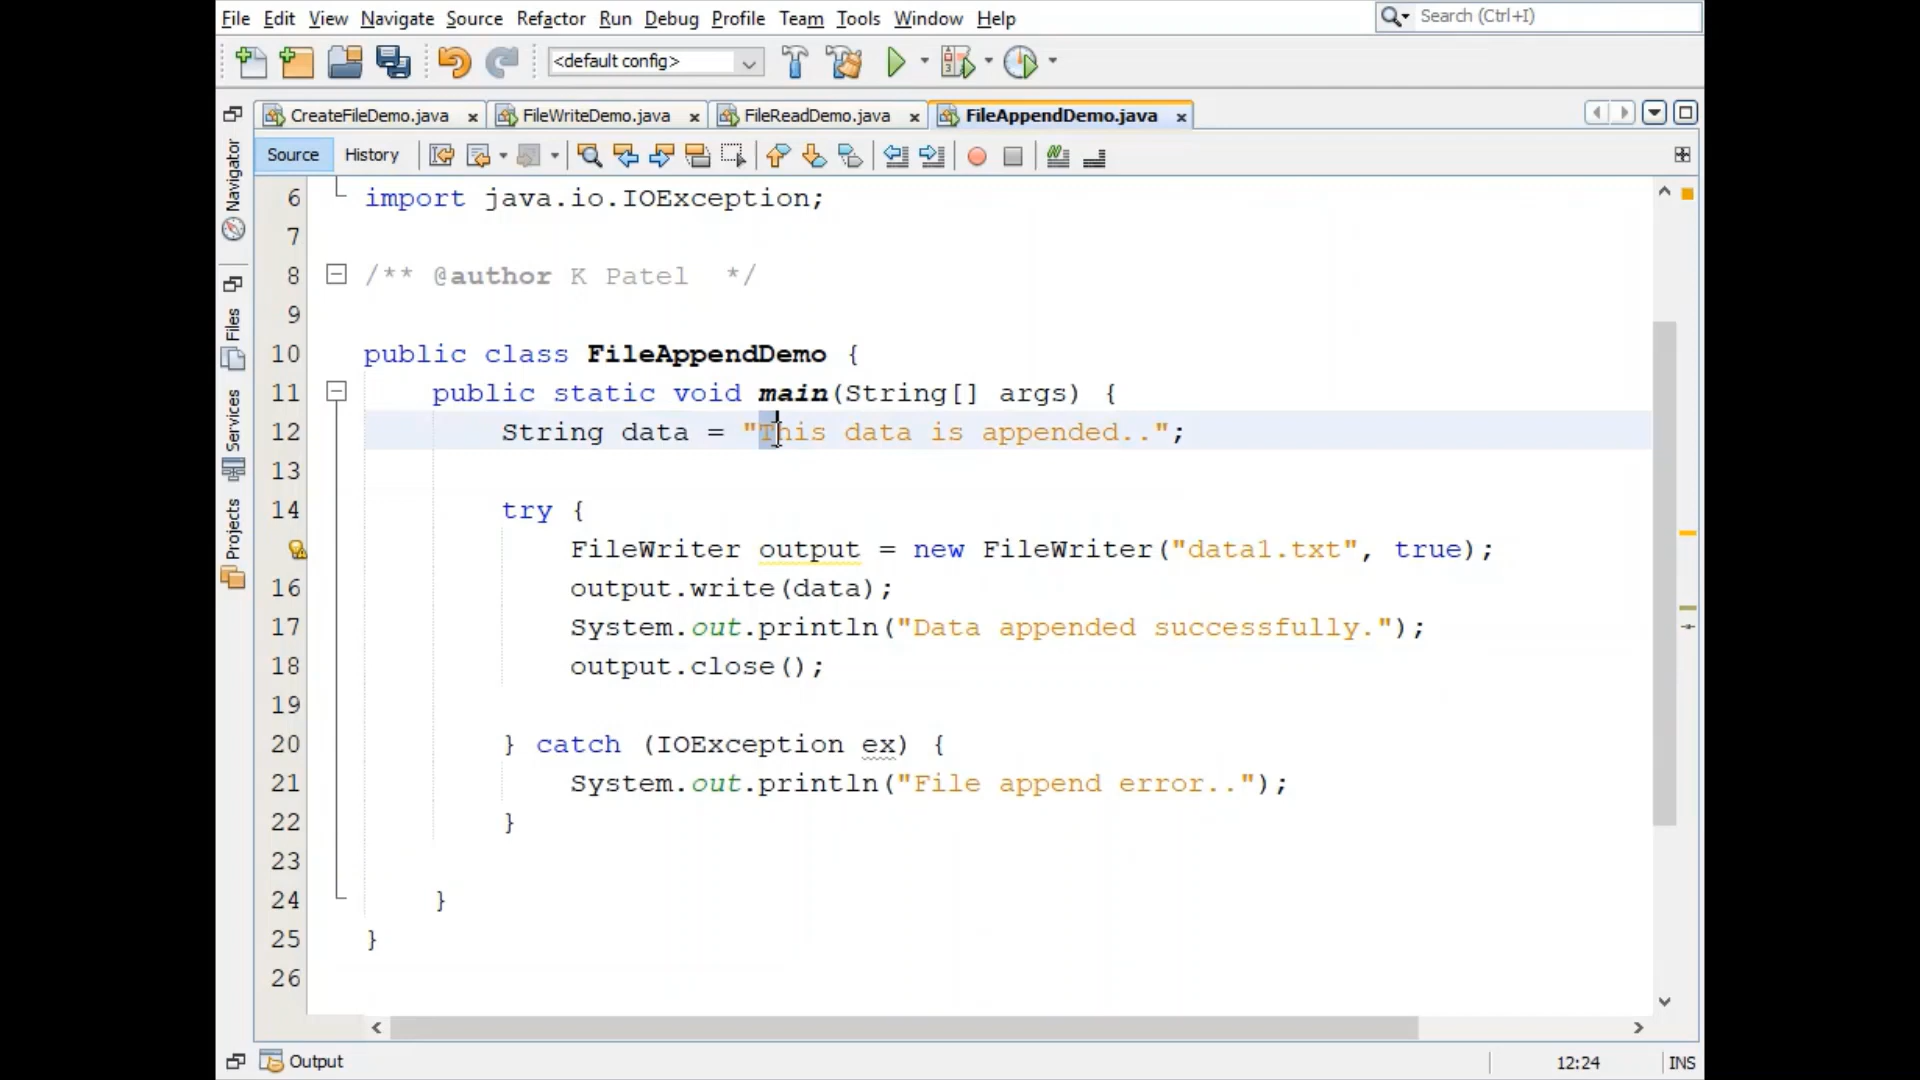 File Edit View Navigate Source Refactor Run Debug Profile Team Tools Window Help
Search (Ctrl+I)
<default config>
CreateFileDemo.java FileWriteDemo.java FileReadDemo.java FileAppendDemo.java
Source History
Navigator
Files
Services
Projects
6 import java.io.IOException;
7
8 /** @author K Patel */
9
10 public class FileAppendDemo {
11 public static void main(String[] args) {
12 String data = "This data is appended..";
13
14 try {
FileWriter output = new FileWriter("data1.txt", true);
16 output.write(data);
17 System.out.println("Data appended successfully.");
18 output.close();
19
20 } catch (IOException ex) {
21 System.out.println("File append error..");
22 }
23
24 }
25 }
26
Output
12:24 INS